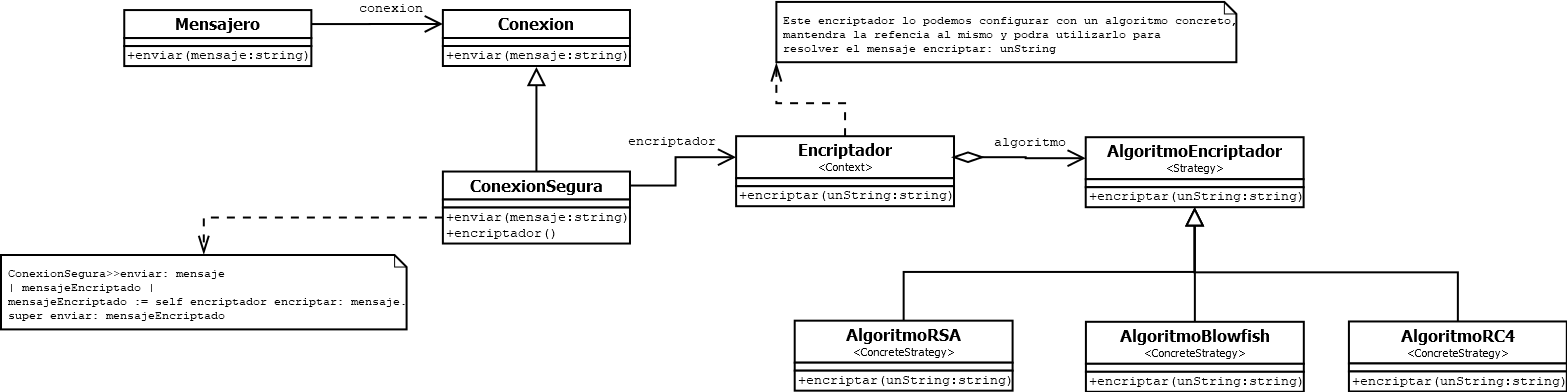 conexion
Mensajero
+enviar(mensaje:string)
Conexion
+enviar(mensaje:string)
Este encriptador lo podemos configurar con un algoritmo concreto,
mantendra la refencia al mismo y podra utilizarlo para
resolver el mensaje encriptar: unString
encriptador
Encriptador
<Context>
+encriptar(unString:string)
algoritmo
AlgoritmoEncriptador
<Strategy>
+encriptar(unString:string)
ConexionSegura
+enviar(mensaje:string)
+encriptador()
ConexionSegura>>enviar: mensaje
| mensajeEncriptado |
mensajeEncriptado := self encriptador encriptar: mensaje.
super enviar: mensajeEncriptado
AlgoritmoRSA
<ConcreteStrategy>
+encriptar(unString:string)
AlgoritmoBlowfish
<ConcreteStrategy>
+encriptar(unString:string)
AlgoritmoRC4
<ConcreteStrategy>
+encriptar(unString:string)